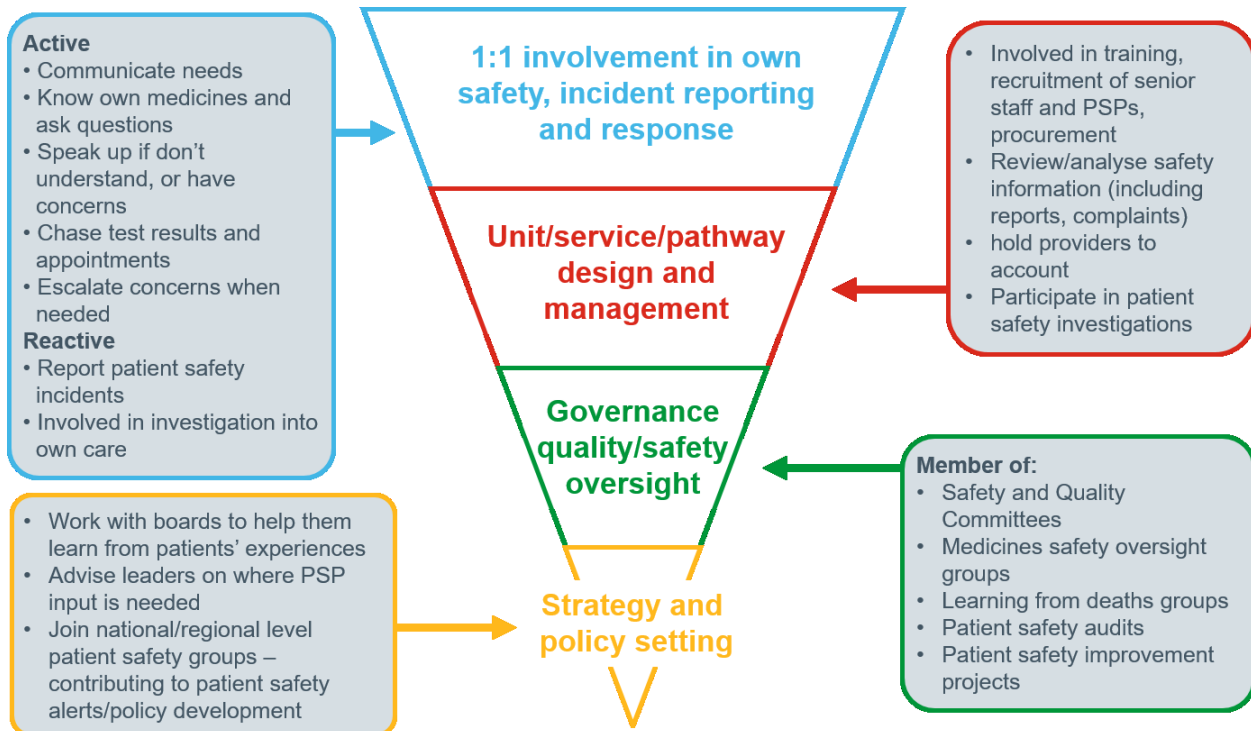 Active
• Communicate needs
• Know own medicines and
ask questions
• Speak up if don’t
understand, or have
concerns
• Chase test results and
appointments
• Escalate concerns when
needed
Reactive
• Report patient safety
incidents
• Involved in investigation into
own care
1:1 involvement in own
safety, incident reporting
and response
• Involved in training,
recruitment of senior
staff and PSPs,
procurement
• Review/analyse safety
information (including
reports, complaints)
• hold providers to
account
• Participate in patient
safety investigations
Unit/service/pathway
design and
management
Governance
quality/safety
oversight
Member of:
• Safety and Quality
Committees
• Medicines safety oversight
groups
• Learning from deaths groups
• Patient safety audits
• Patient safety improvement
projects
• Work with boards to help them
learn from patients’ experiences
• Advise leaders on where PSP
input is needed
• Join national/regional level
patient safety groups –
contributing to patient safety
alerts/policy development
Strategy and
policy setting